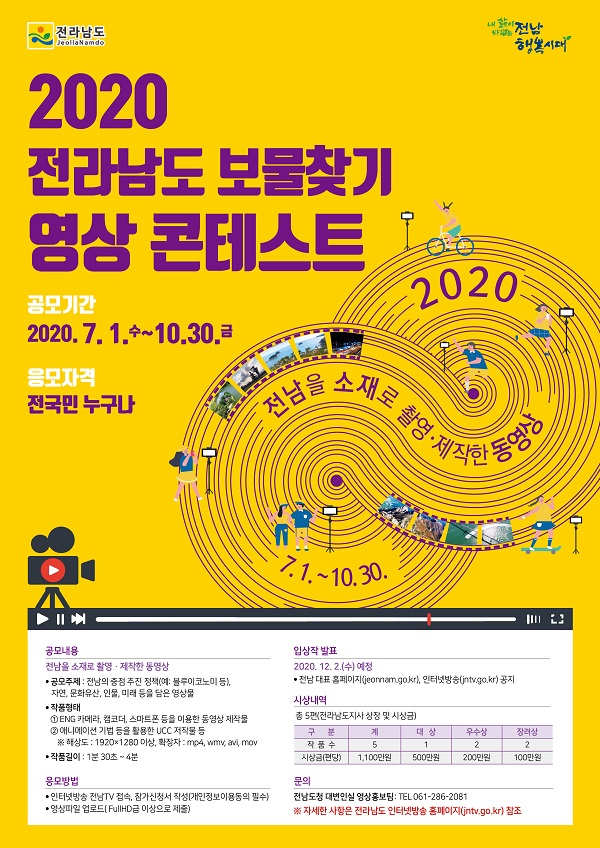 전라남도
JeollaNamdo
내 삶이
바뀌는
전남
행복시대
2020
전라남도 보물찾기
영상 콘테스트
공모기간
2020. 7. 1.수~10.30.금
응모자격
전국민 누구나
2020
전남을 소재로 촬영·제작한 동영상
7. 1. ~ 10. 30.
공모내용
전남을 소재로 촬영 · 제작한 동영상
• 공모주제 : 전남의 중점 추진 정책(예: 블루이코노미 등),
자연, 문화유산, 인물, 미래 등을 담은 영상물
• 작품형태
① ENG 카메라, 캠코더, 스마트폰 등을 이용한 동영상 제작물
② 애니메이션 기법 등을 활용한 UCC 저작물 등
※ 해상도 : 1920×1280 이상, 확장자 : mp4, wmv, avi, mov
• 작품길이 : 1분 30초 ~ 4분
응모방법
• 인터넷방송 전남TV 접속, 참가신청서 작성(개인정보이용동의 필수)
• 영상파일 업로드( FullHD급 이상으로 제출)
입상작 발표
2020. 12. 2.(수) 예정
• 전남 대표 홈페이지(jeonnam.go.kr), 인터넷방송(jntv.go.kr) 공지
시상내역
총 5편(전라남도지사 상장 및 시상금)
구 분 계 대 상 우수상 장려상
작 품 수 5 1 2 2
시상금(편당) 1,100만원 500만원 200만원 100만원
문의
전남도청 대변인실 영상홍보팀: TEL 061-286-2081
※ 자세한 사항은 전라남도 인터넷방송 홈페이지(jntv.go.kr) 참조